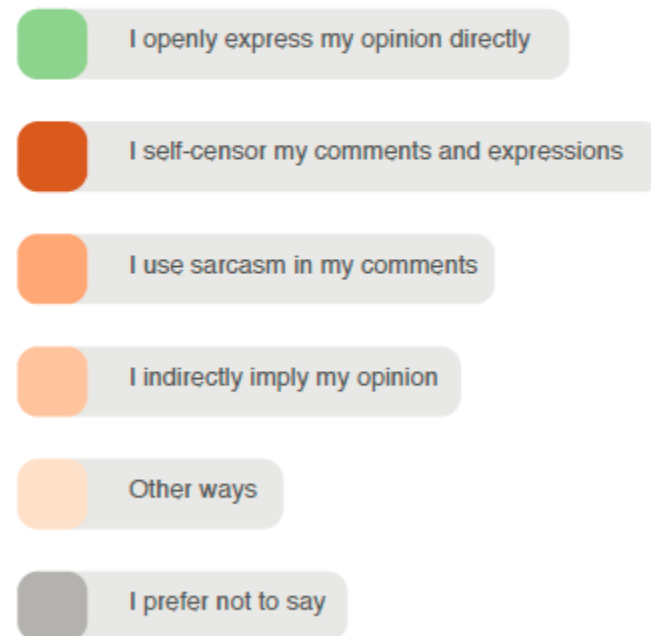 I openly express my opinion directly
I self-censor my comments and expressions
I use sarcasm in my comments
I indirectly imply my opinion
Other ways
I prefer not to say